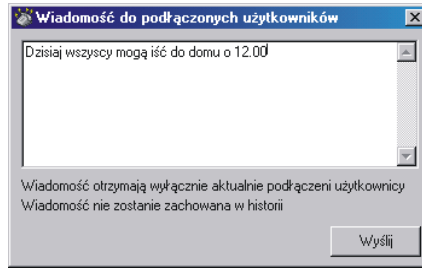 Wiadomość do podłączonych użytkowników
Dzisiaj wszyscy mogą iść do domu o 12.00
Wiadomość otrzymają wyłącznie aktualnie podłączeni użytkownicy
Wiadomość nie zostanie zachowana w historii
Wyślij